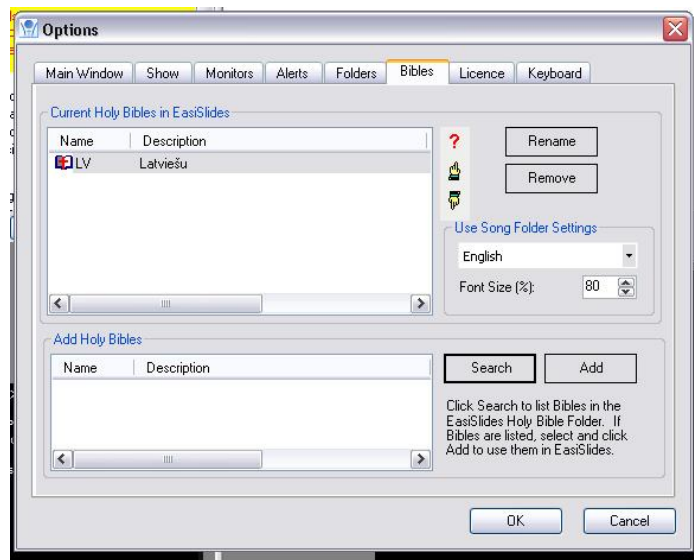 Options
Main Window Show Monitors Alerts Folders Bibles Licence Keyboard
Current Holy Bibles in EasiSlides
Name Description
LV Latviešu
?
Rename
Remove
Use Song Folder Settings
English
Font Size (%): 80
Add Holy Bibles
Name Description
Search Add
Click Search to list Bibles in the
EasiSlides Holy Bible Folder. If
Bibles are listed, select and click
Add to use them in EasiSlides.
OK Cancel